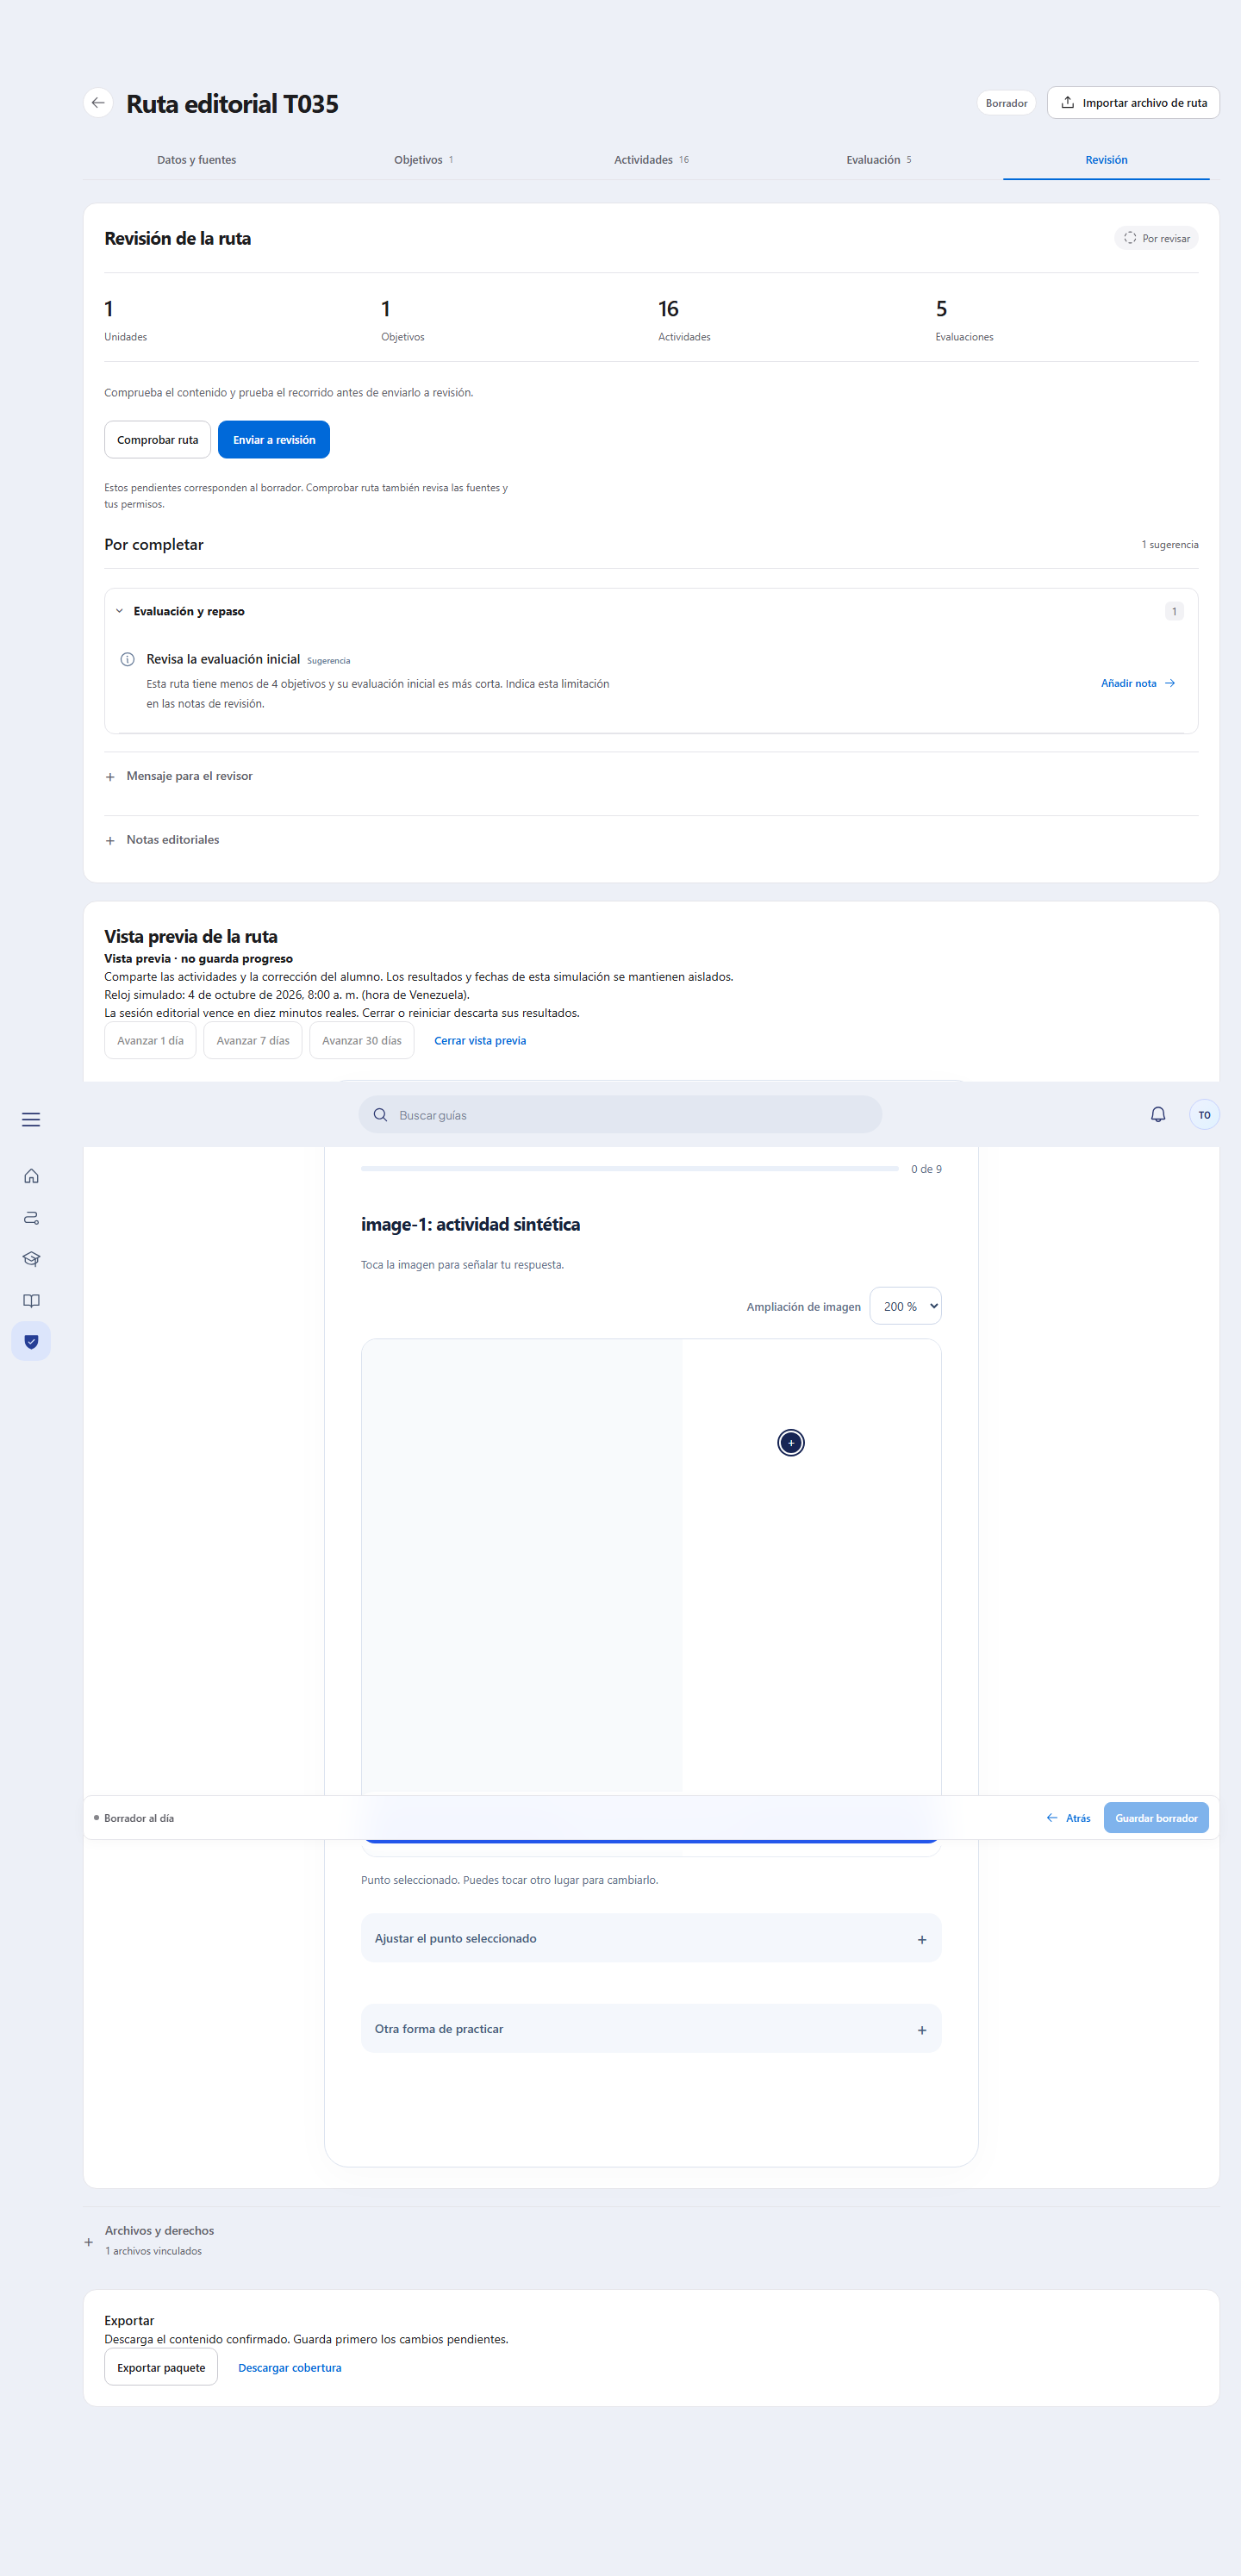 Ruta editorial T035
Borrador
Importar archivo de ruta
Datos y fuentes
Objetivos 1
Actividades 16
Evaluación 5
Revisión
Revisión de la ruta
Por revisar
1
Unidades
1
Objetivos
16
Actividades
5
Evaluaciones
Comprueba el contenido y prueba el recorrido antes de enviarlo a revisión.
Comprobar ruta
Enviar a revisión
Estos pendientes corresponden al borrador. Comprobar ruta también revisa las fuentes y
tus permisos.
Por completar
1 sugerencia
Evaluación y repaso
1
Revisa la evaluación inicial Sugerencia
Esta ruta tiene menos de 4 objetivos y su evaluación inicial es más corta. Indica esta limitación
en las notas de revisión.
Añadir nota
Mensaje para el revisor
Notas editoriales
Vista previa de la ruta
Vista previa · no guarda progreso
Comparte las actividades y la corrección del alumno. Los resultados y fechas de esta simulación se mantienen aislados.
Reloj simulado: 4 de octubre de 2026, 8:00 a. m. (hora de Venezuela).
La sesión editorial vence en diez minutos reales. Cerrar o reiniciar descarta sus resultados.
Avanzar 1 día
Avanzar 7 días
Avanzar 30 días
Cerrar vista previa
Buscar guías
TO
0 de 9
image-1: actividad sintética
Toca la imagen para señalar tu respuesta.
Ampliación de imagen
200 %
Borrador al día
Atrás
Guardar borrador
Punto seleccionado. Puedes tocar otro lugar para cambiarlo.
Ajustar el punto seleccionado
Otra forma de practicar
Archivos y derechos
1 archivos vinculados
Exportar
Descarga el contenido confirmado. Guarda primero los cambios pendientes.
Exportar paquete
Descargar cobertura